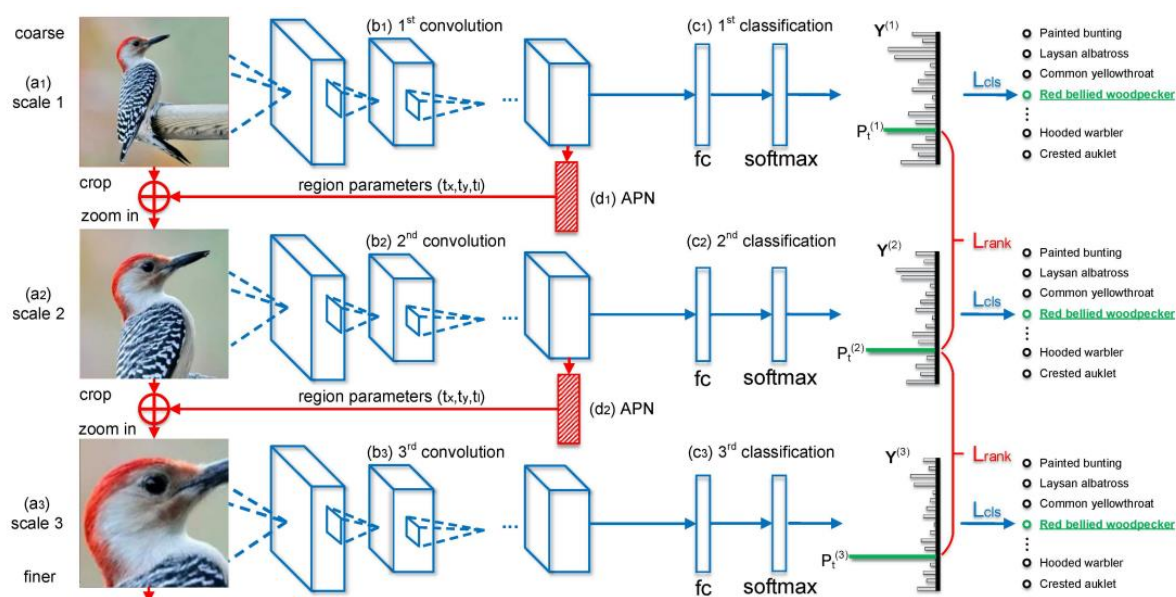 coarse
(a1)
scale 1
(b1) 1st convolution
...
(c1) 1st classification
fc
softmax
Y(1)
Pt(1)
Lcls
Painted bunting
Laysan albatross
Common yellowthroat
Red bellied woodpecker
⋮
Hooded warbler
Crested auklet
crop
zoom in
region parameters (tx,ty,tl)
(d1) APN
Lrank
(a2)
scale 2
(b2) 2nd convolution
...
(c2) 2nd classification
fc
softmax
Y(2)
Pt(2)
Lcls
Painted bunting
Laysan albatross
Common yellowthroat
Red bellied woodpecker
⋮
Hooded warbler
Crested auklet
crop
zoom in
region parameters (tx,ty,tl)
(d2) APN
Lrank
(a3)
scale 3
finer
(b3) 3rd convolution
...
(c3) 3rd classification
fc
softmax
Y(3)
Pt(3)
Lcls
Painted bunting
Laysan albatross
Common yellowthroat
Red bellied woodpecker
⋮
Hooded warbler
Crested auklet